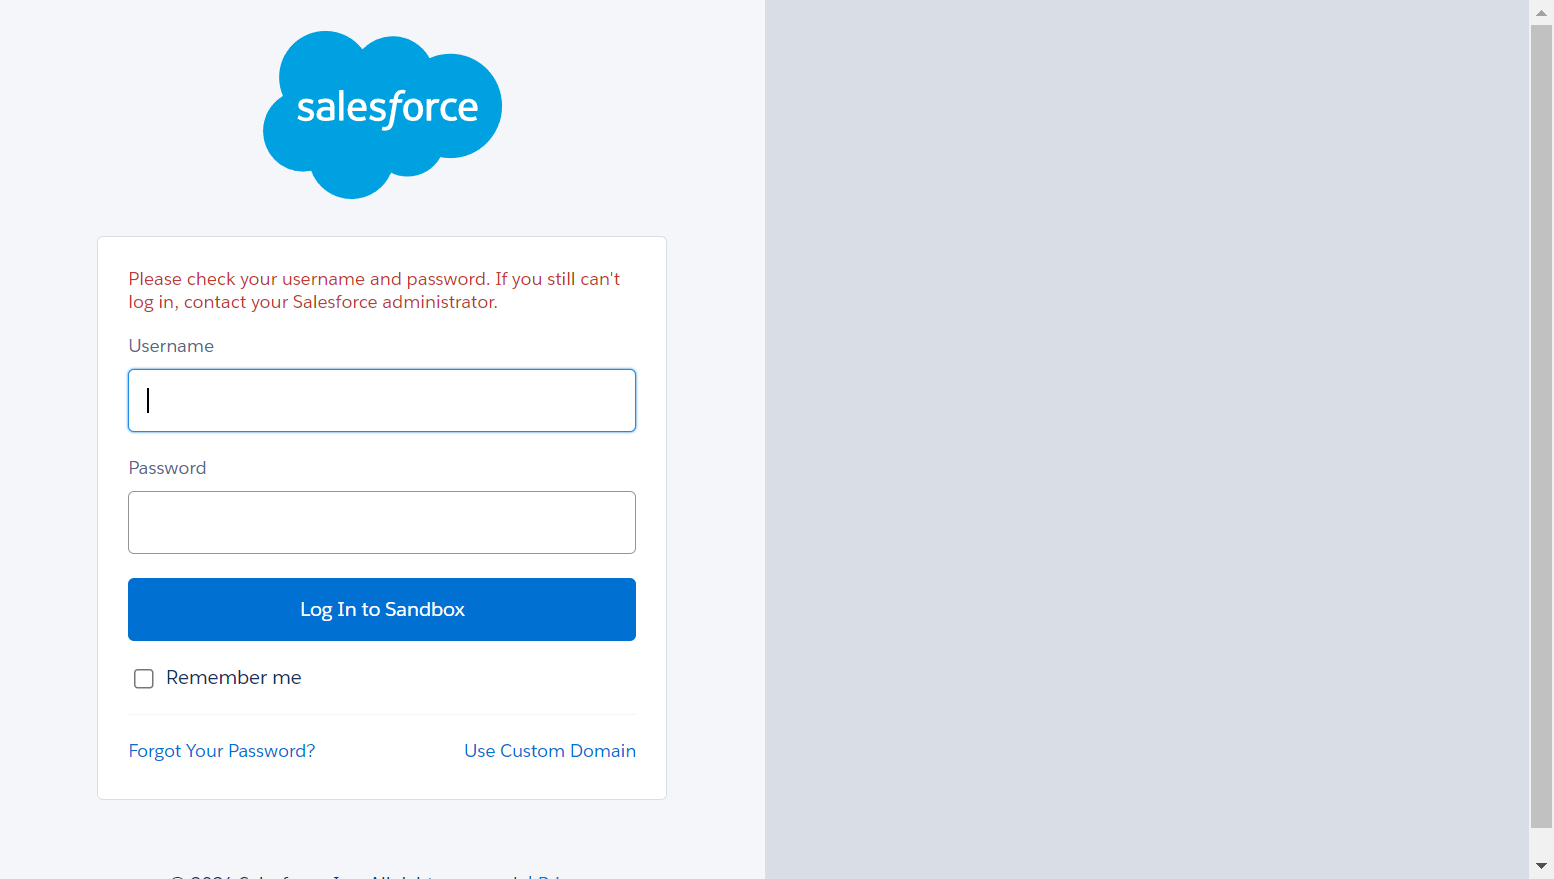 salesforce
Please check your username and password. If you still can't
log in, contact your Salesforce administrator.
Username
Password
Log In to Sandbox
Remember me
Forgot Your Password?
Use Custom Domain